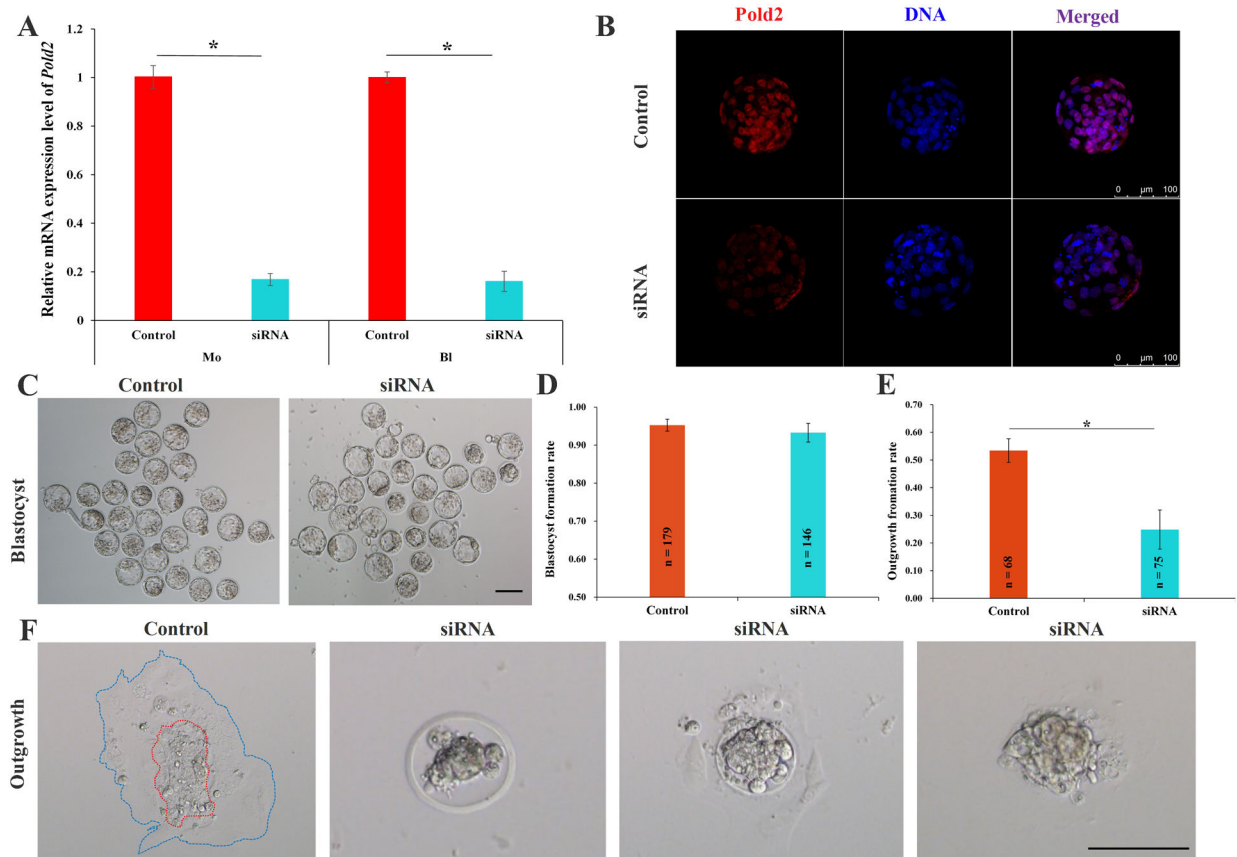 A
Relative mRNA expression level of Pold2
1.2
1
0.8
0.6
0.4
0.2
0
*
*
Control
siRNA
Control
siRNA
Mo
Bl
B
Pold2
DNA
Merged
Control
0 µm 100
siRNA
0 µm 100
C
Control
siRNA
Blastocyst
D
Blastocyst formation rate
1.00
0.90
0.80
0.70
0.60
0.50
n = 179
n = 146
Control
siRNA
E
Outgrowth fromation rate
0.70
0.60
0.50
0.40
0.30
0.20
0.10
0.00
*
n = 68
n = 75
Control
siRNA
F
Control
siRNA
siRNA
siRNA
Outgrowth